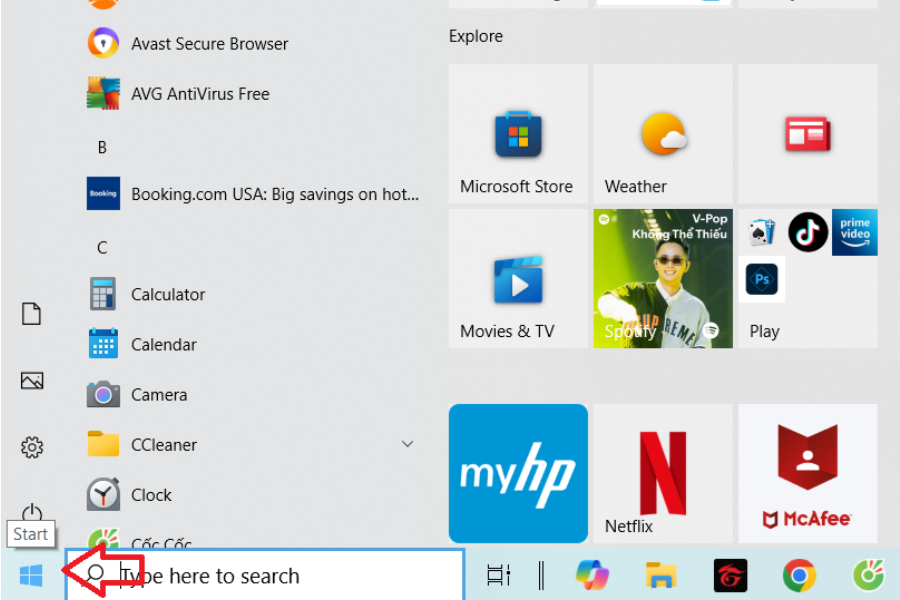 Avast Secure Browser
AVG AntiVirus Free
B
Booking
Booking.com USA: Big savings on hot...
C
Calculator
Calendar
Camera
CCleaner
Clock
Cốc Cốc
Start
Type here to search
Explore
Microsoft Store
Weather
Movies & TV
V-Pop
Không Thể Thiếu
Spotify
prime
video
Ps
Play
myhp
Netflix
McAfee